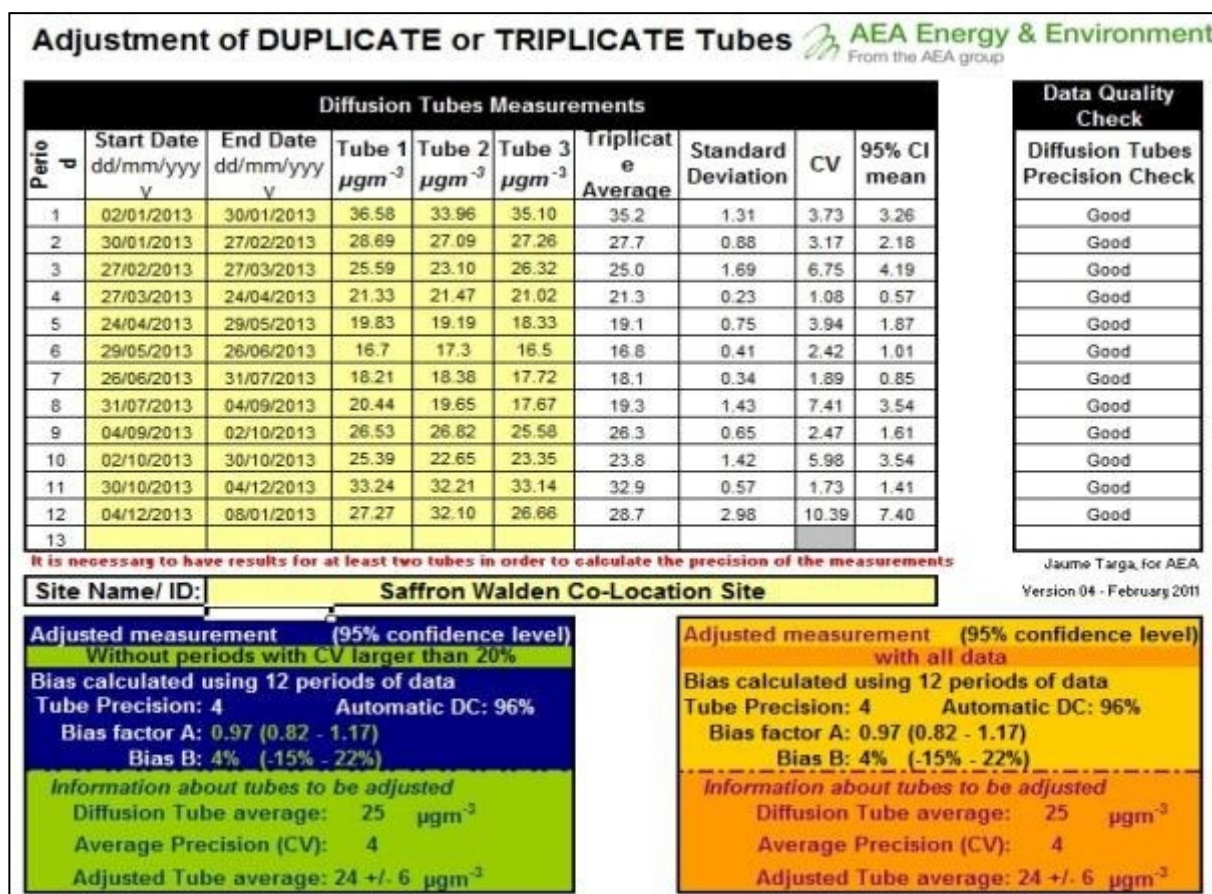 Adjustment of DUPLICATE or TRIPLICATE Tubes
AEA Energy & Environment
From the AEA group
Diffusion Tubes Measurements
Data Quality Check
Period Start Date dd/mm/yyyy End Date dd/mm/yyyy Tube 1 µgm-3 Tube 2 µgm-3 Tube 3 µgm-3 Triplicate Average Standard Deviation CV 95% CI mean Diffusion Tubes Precision Check
1 02/01/2013 30/01/2013 36.58 33.96 35.10 35.2 1.31 3.73 3.26 Good
2 30/01/2013 27/02/2013 28.69 27.09 27.26 27.7 0.88 3.17 2.18 Good
3 27/02/2013 27/03/2013 25.59 23.10 26.32 25.0 1.69 6.75 4.19 Good
4 27/03/2013 24/04/2013 21.33 21.47 21.02 21.3 0.23 1.08 0.57 Good
5 24/04/2013 29/05/2013 19.83 19.19 18.33 19.1 0.75 3.94 1.87 Good
6 29/05/2013 26/06/2013 16.7 17.3 16.5 16.8 0.41 2.42 1.01 Good
7 26/06/2013 31/07/2013 18.21 18.38 17.72 18.1 0.34 1.89 0.85 Good
8 31/07/2013 04/09/2013 20.44 19.65 17.67 19.3 1.43 7.41 3.54 Good
9 04/09/2013 02/10/2013 26.53 26.82 25.58 26.3 0.65 2.47 1.61 Good
10 02/10/2013 30/10/2013 25.39 22.65 23.35 23.8 1.42 5.98 3.54 Good
11 30/10/2013 04/12/2013 33.24 32.21 33.14 32.9 0.57 1.73 1.41 Good
12 04/12/2013 08/01/2013 27.27 32.10 26.66 28.7 2.98 10.39 7.40 Good
13
It is necessary to have results for at least two tubes in order to calculate the precision of the measurements
Jaume Targa, for AEA
Version 04 - February 2011
Site Name/ ID: Saffron Walden Co-Location Site
Adjusted measurement (95% confidence level)
Without periods with CV larger than 20%
Bias calculated using 12 periods of data
Tube Precision: 4 Automatic DC: 96%
Bias factor A: 0.97 (0.82 - 1.17)
Bias B: 4% (-15% - 22%)
Information about tubes to be adjusted
Diffusion Tube average: 25 µgm-3
Average Precision (CV): 4
Adjusted Tube average: 24 +/- 6 µgm-3
Adjusted measurement (95% confidence level)
with all data
Bias calculated using 12 periods of data
Tube Precision: 4 Automatic DC: 96%
Bias factor A: 0.97 (0.82 - 1.17)
Bias B: 4% (-15% - 22%)
Information about tubes to be adjusted
Diffusion Tube average: 25 µgm-3
Average Precision (CV): 4
Adjusted Tube average: 24 +/- 6 µgm-3